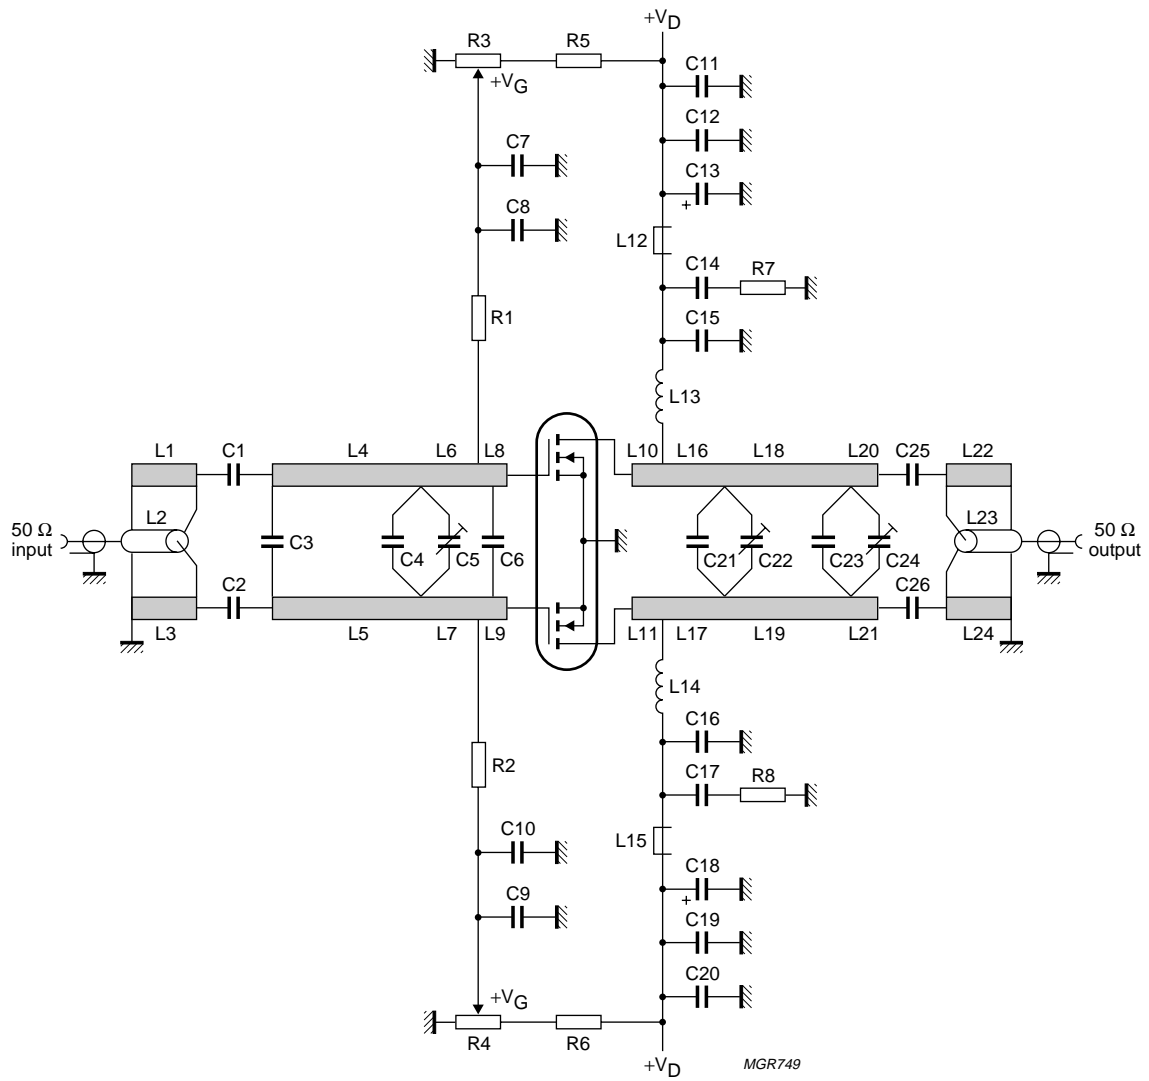 +VD
R3
R5
+VG
C11
C12
C7
C13
+
C8
L12
C14
R7
R1
C15
L13
L1
C1
L4
L6
L8
L10
L16
L18
L20
C25
L22
50 Ω
input
L2
C3
C4
C5
C6
C21
C22
C23
C24
L23
50 Ω
output
C2
C26
L3
L5
L7
L9
L11
L17
L19
L21
L24
L14
C16
R2
C17
R8
C10
L15
C18
+
C9
C19
C20
+VG
R4
R6
+VD
MGR749